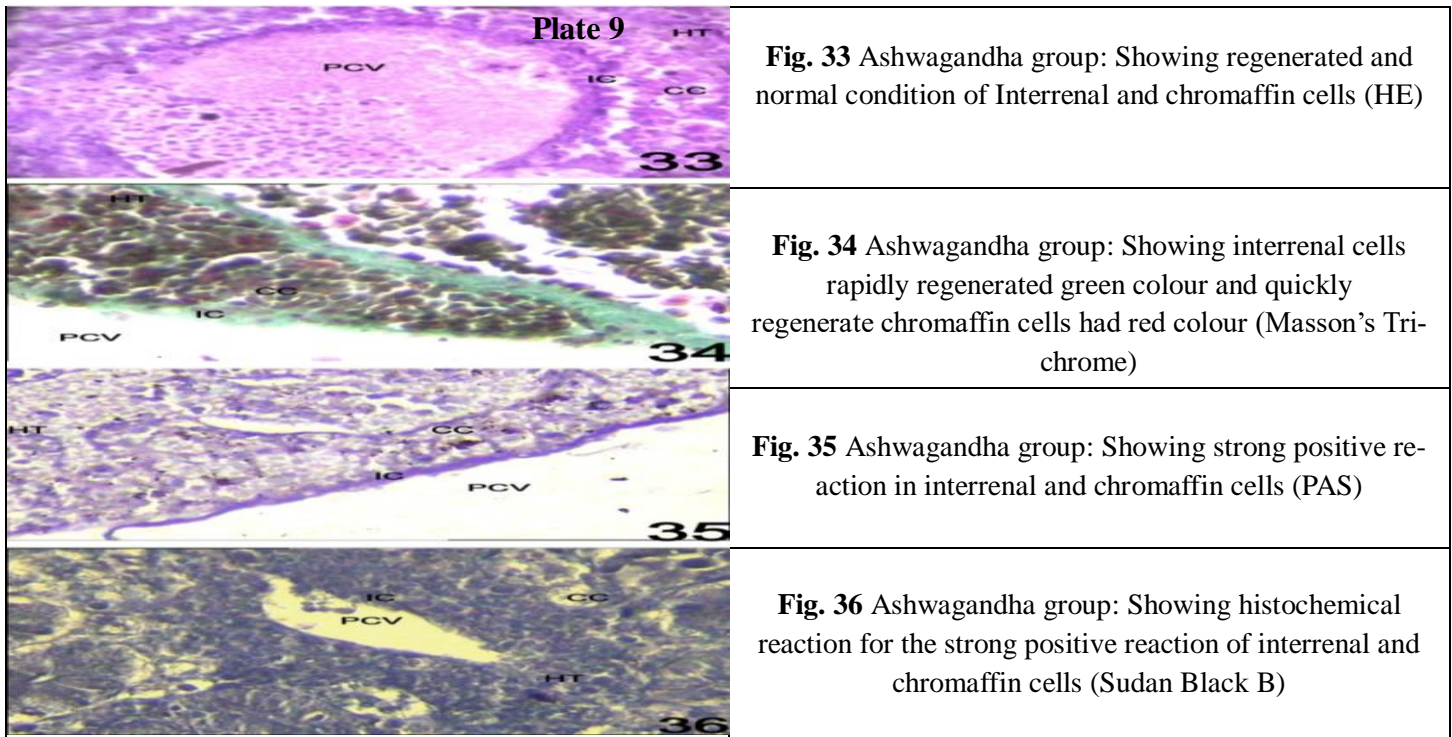 Plate 9
HT
PCV
IC
CC
33
Fig. 33 Ashwagandha group: Showing regenerated and
normal condition of Interrenal and chromaffin cells (HE)
HT
CC
IC
PCV
34
Fig. 34 Ashwagandha group: Showing interrenal cells
rapidly regenerated green colour and quickly
regenerate chromaffin cells had red colour (Masson’s Tri-
chrome)
HT
CC
IC
PCV
35
Fig. 35 Ashwagandha group: Showing strong positive re-
action in interrenal and chromaffin cells (PAS)
IC
CC
PCV
HT
36
Fig. 36 Ashwagandha group: Showing histochemical
reaction for the strong positive reaction of interrenal and
chromaffin cells (Sudan Black B)